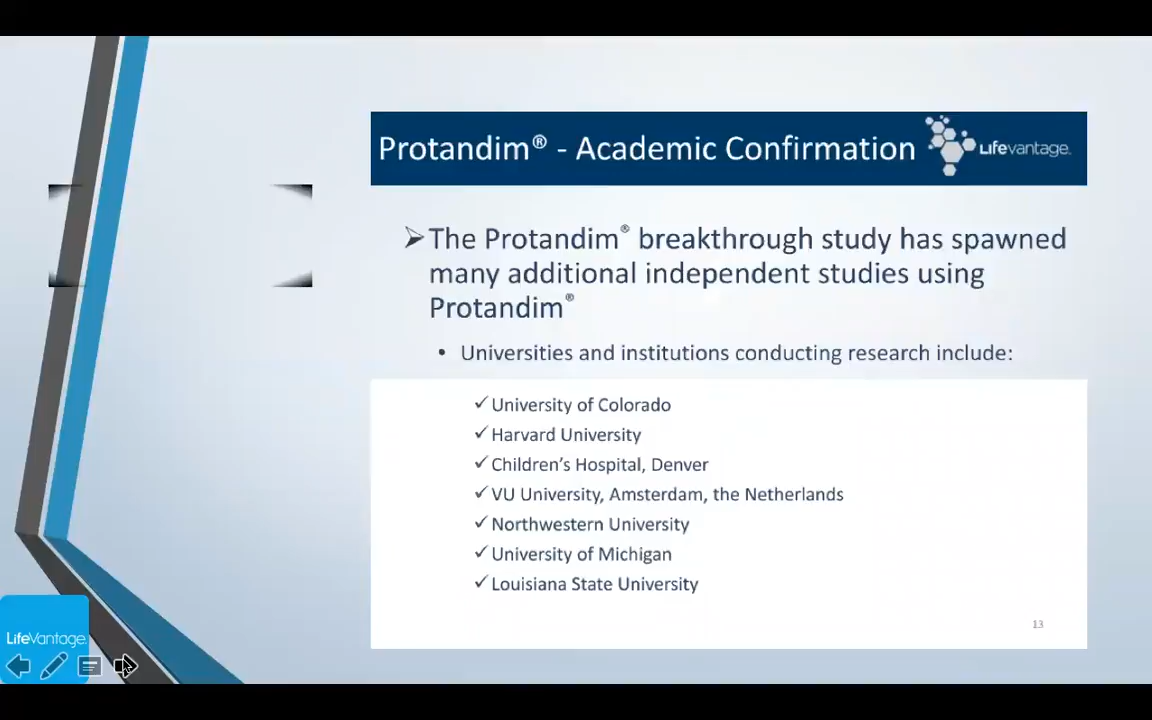 Protandim® - Academic Confirmation
Lifevantage.
➢The Protandim® breakthrough study has spawned
many additional independent studies using
Protandim®
• Universities and institutions conducting research include:
✓University of Colorado
✓Harvard University
✓Children's Hospital, Denver
✓VU University, Amsterdam, the Netherlands
✓Northwestern University
✓University of Michigan
✓Louisiana State University
13
LifeVantage.